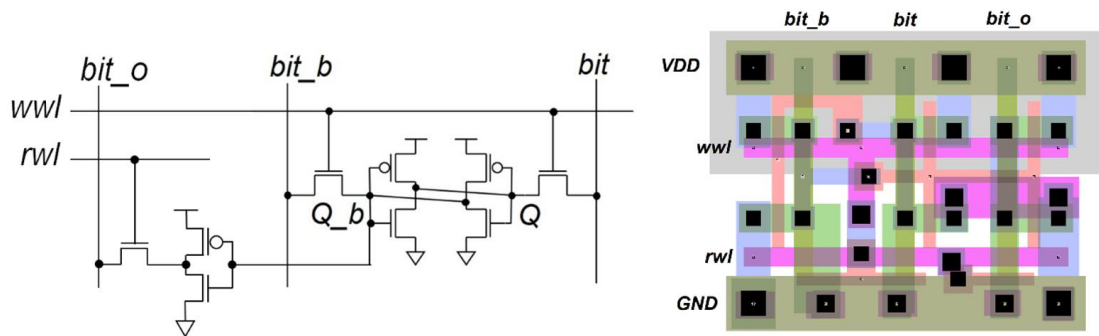 bit_o
bit_b
bit
wwl
rwl
Q_b
Q
bit_b
bit
bit_o
VDD
wwl
rwl
GND